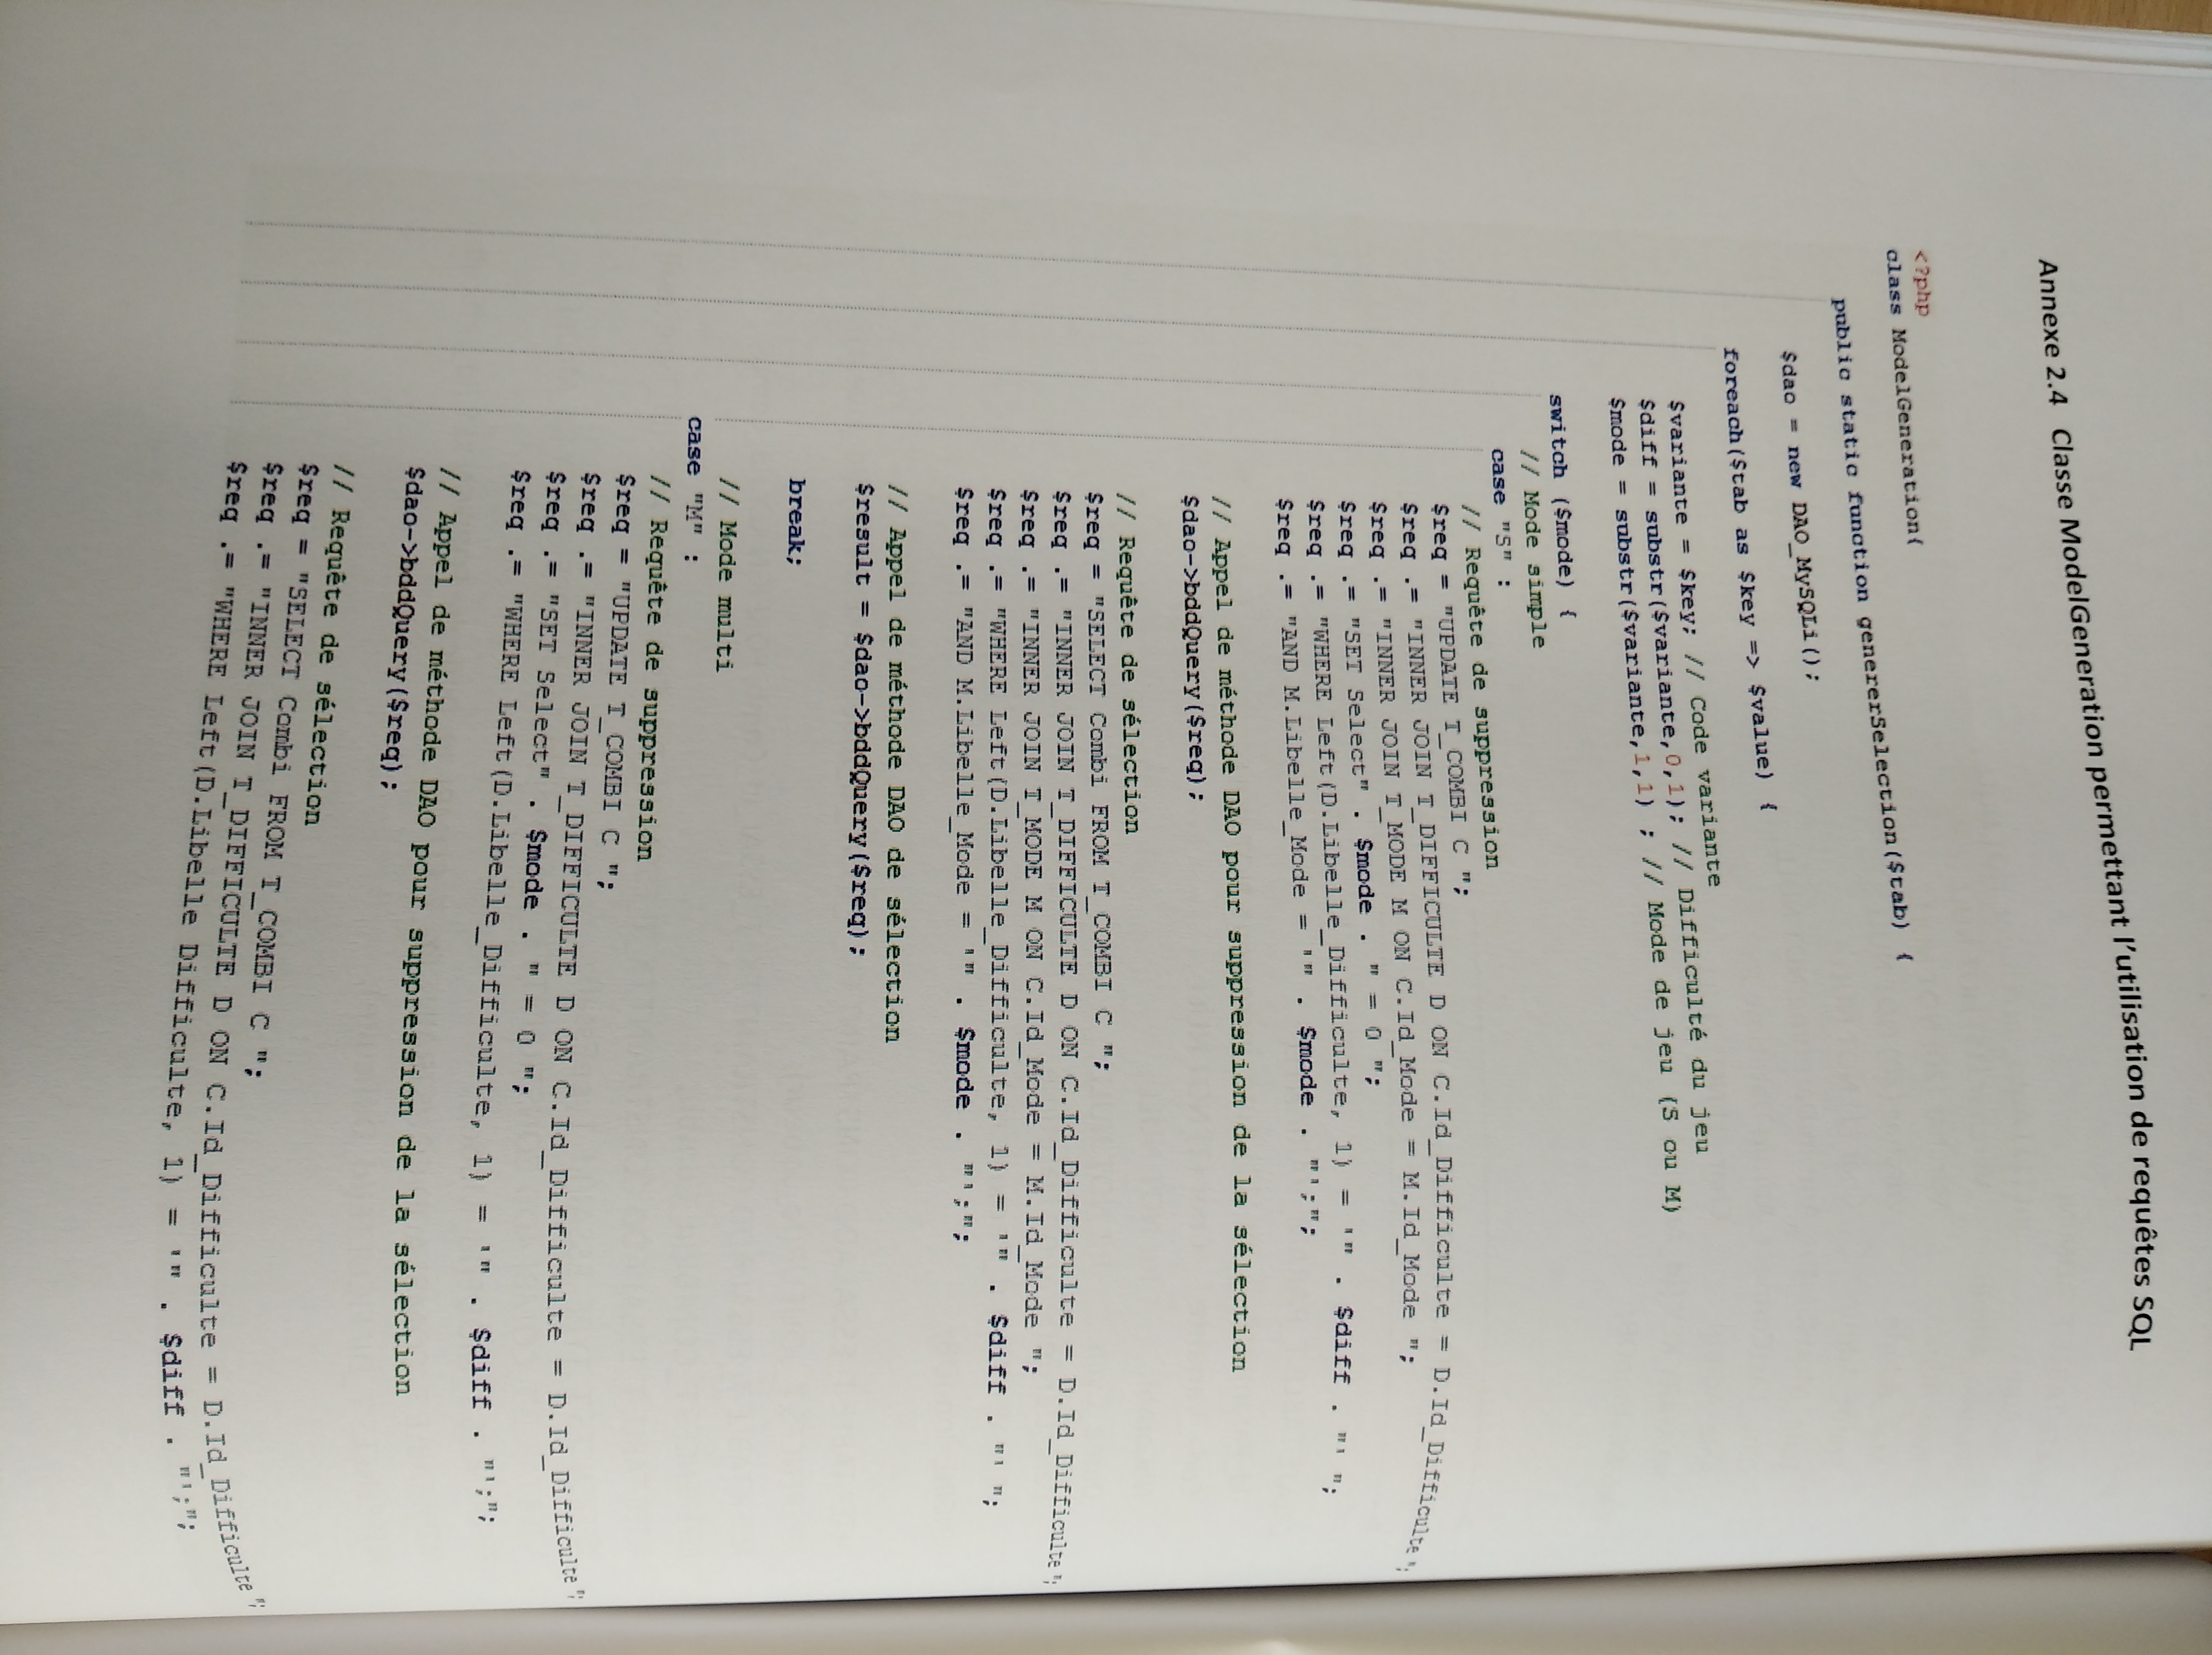 Annexe 2.4 Classe ModelGeneration permettant l'utilisation de requêtes SQL
<?php
class ModelGeneration{
public static function genererSelection($tab) {
$dao = new DAO_MySQLi();
foreach($tab as $key => $value) {
$variante = $key; // Code variante
$diff = substr($variante,0,1); // Difficulté du jeu
$mode = substr($variante,1,1) ; // Mode de jeu (S ou M)
switch ($mode) {
// Mode simple
case "S" :
// Requête de suppression
$req = "UPDATE T_COMBI C ";
$req .= "INNER JOIN T_DIFFICULTE D ON C.Id_Difficulte = D.Id_Difficulte ";
$req .= "INNER JOIN T_MODE M ON C.Id_Mode = M.Id_Mode ";
$req .= "SET Select" . $mode . " = 0 ";
$req .= "WHERE Left(D.Libelle_Difficulte, 1) = '" . $diff . "' ";
$req .= "AND M.Libelle_Mode = '" . $mode . "';";
// Appel de méthode DAO pour suppression de la sélection
$dao->bddQuery($req);
// Requête de sélection
$req = "SELECT Combi FROM T_COMBI C ";
$req .= "INNER JOIN T_DIFFICULTE D ON C.Id_Difficulte = D.Id_Difficulte ";
$req .= "INNER JOIN T_MODE M ON C.Id_Mode = M.Id_Mode ";
$req .= "WHERE Left(D.Libelle_Difficulte, 1) = '" . $diff . "' ";
$req .= "AND M.Libelle_Mode = '" . $mode . "';";
// Appel de méthode DAO de sélection
$result = $dao->bddQuery($req);
break;
// Mode multi
case "M" :
// Requête de suppression
$req = "UPDATE T_COMBI C ";
$req .= "INNER JOIN T_DIFFICULTE D ON C.Id_Difficulte = D.Id_Difficulte ";
$req .= "SET Select" . $mode . " = 0 ";
$req .= "WHERE Left(D.Libelle_Difficulte, 1) = '" . $diff . "';";
// Appel de méthode DAO pour suppression de la sélection
$dao->bddQuery($req);
// Requête de sélection
$req = "SELECT Combi FROM T_COMBI C ";
$req .= "INNER JOIN T_DIFFICULTE D ON C.Id_Difficulte = D.Id_Difficulte ";
$req .= "WHERE Left(D.Libelle_Difficulte, 1) = '" . $diff . "';";